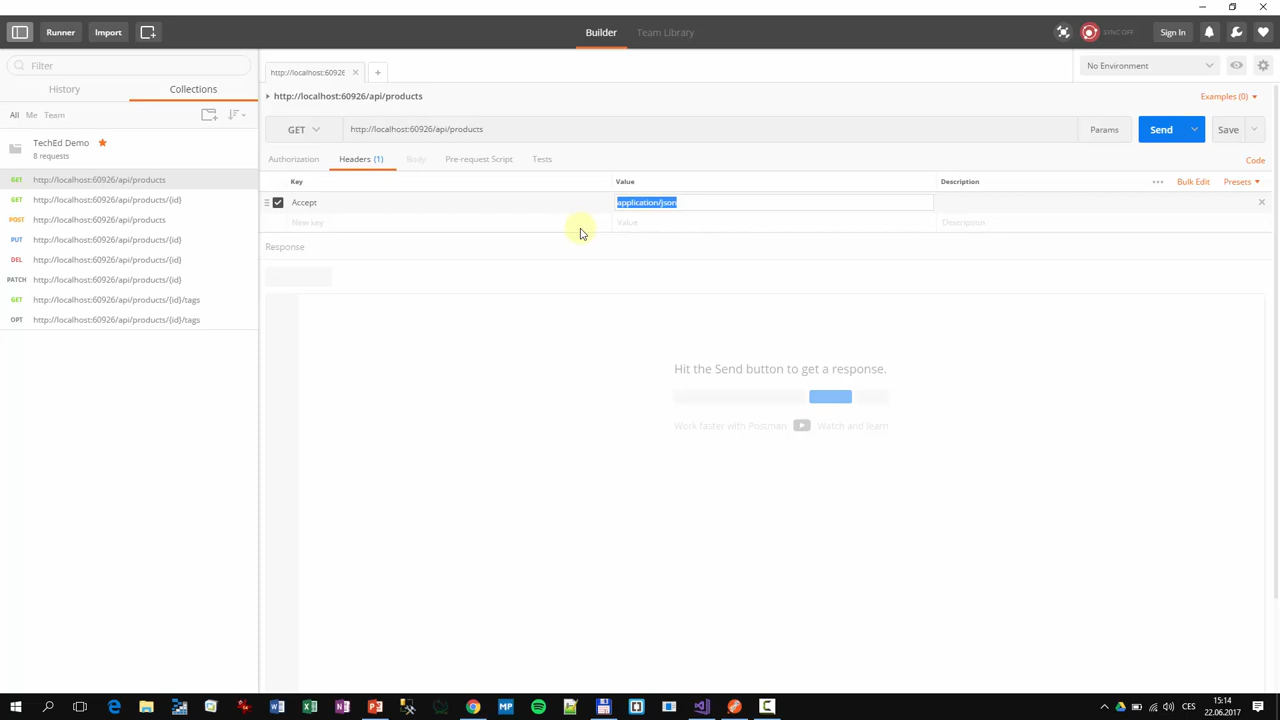 Runner
Import
Builder
Team Library
SYNC OFF
Sign In
Filter
History
Collections
All
Me
Team
TechEd Demo
8 requests
GET http://localhost:60926/api/products
GET http://localhost:60926/api/products/{id}
POST http://localhost:60926/api/products
PUT http://localhost:60926/api/products/{id}
DEL http://localhost:60926/api/products/{id}
PATCH http://localhost:60926/api/products/{id}
GET http://localhost:60926/api/products/{id}/tags
OPT http://localhost:60926/api/products/{id}/tags
http://localhost:60926
No Environment
http://localhost:60926/api/products
Examples (0)
GET
http://localhost:60926/api/products
Params
Send
Save
Authorization
Headers (1)
Body
Pre-request Script
Tests
Code
Key
Value
Description
Bulk Edit
Presets
Accept
application/json
New key
Value
Description
Response
Hit the Send button to get a response.
Work faster with Postman
Watch and learn
MP
CES
15:14
22.06.2017